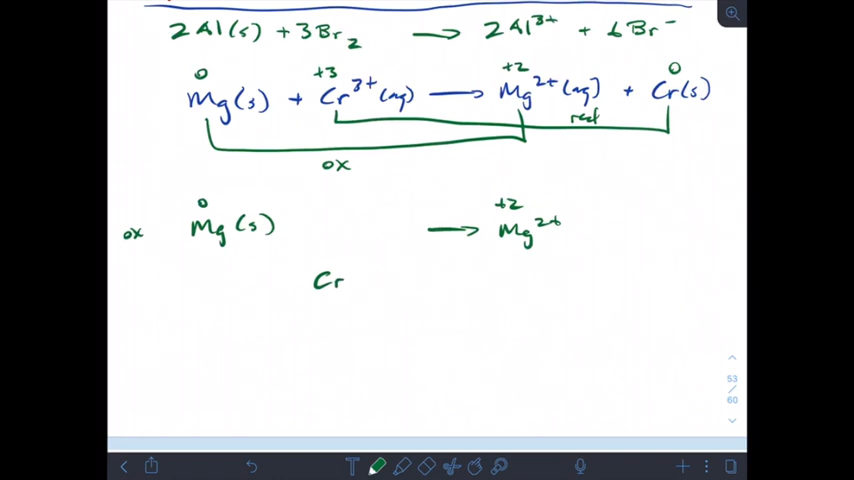 2Al(s) + 3Br₂ → 2Al³⁺ + 6Br⁻
0 +3 +2 0
Mg(s) + Cr³⁺(aq) → Mg²⁺(aq) + Cr(s)
red
ox
0 +2
ox Mg(s) → Mg²⁺
Cr
53
/
60
T